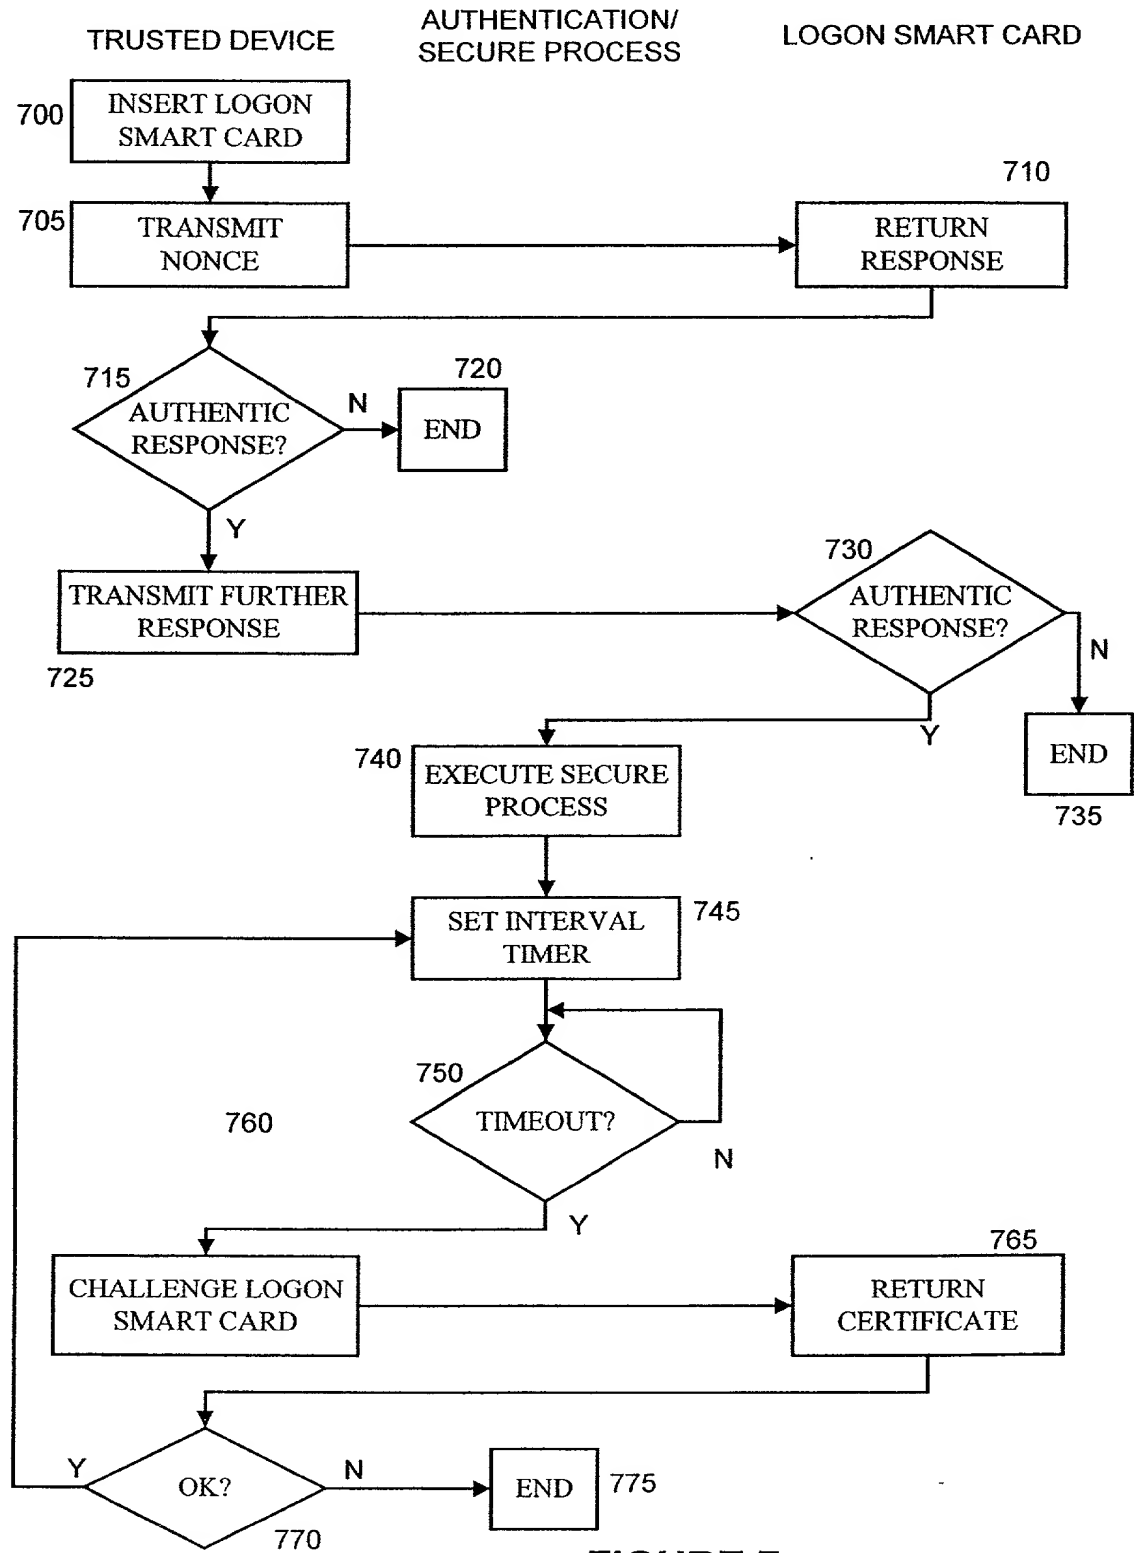 TRUSTED DEVICE
AUTHENTICATION/
SECURE PROCESS
LOGON SMART CARD
700
INSERT LOGON
SMART CARD
705
TRANSMIT
NONCE
710
RETURN
RESPONSE
715
AUTHENTIC
RESPONSE?
N
720
END
Y
TRANSMIT FURTHER
RESPONSE
725
730
AUTHENTIC
RESPONSE?
N
Y
END
735
740
EXECUTE SECURE
PROCESS
SET INTERVAL
TIMER
745
750
TIMEOUT?
N
760
Y
CHALLENGE LOGON
SMART CARD
765
RETURN
CERTIFICATE
Y
OK?
N
770
END
775